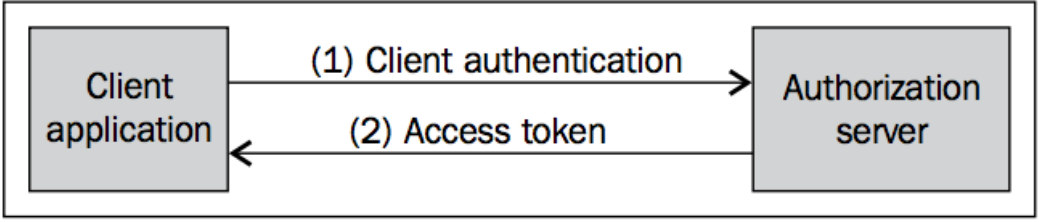 Client
application
(1) Client authentication
(2) Access token
Authorization
server